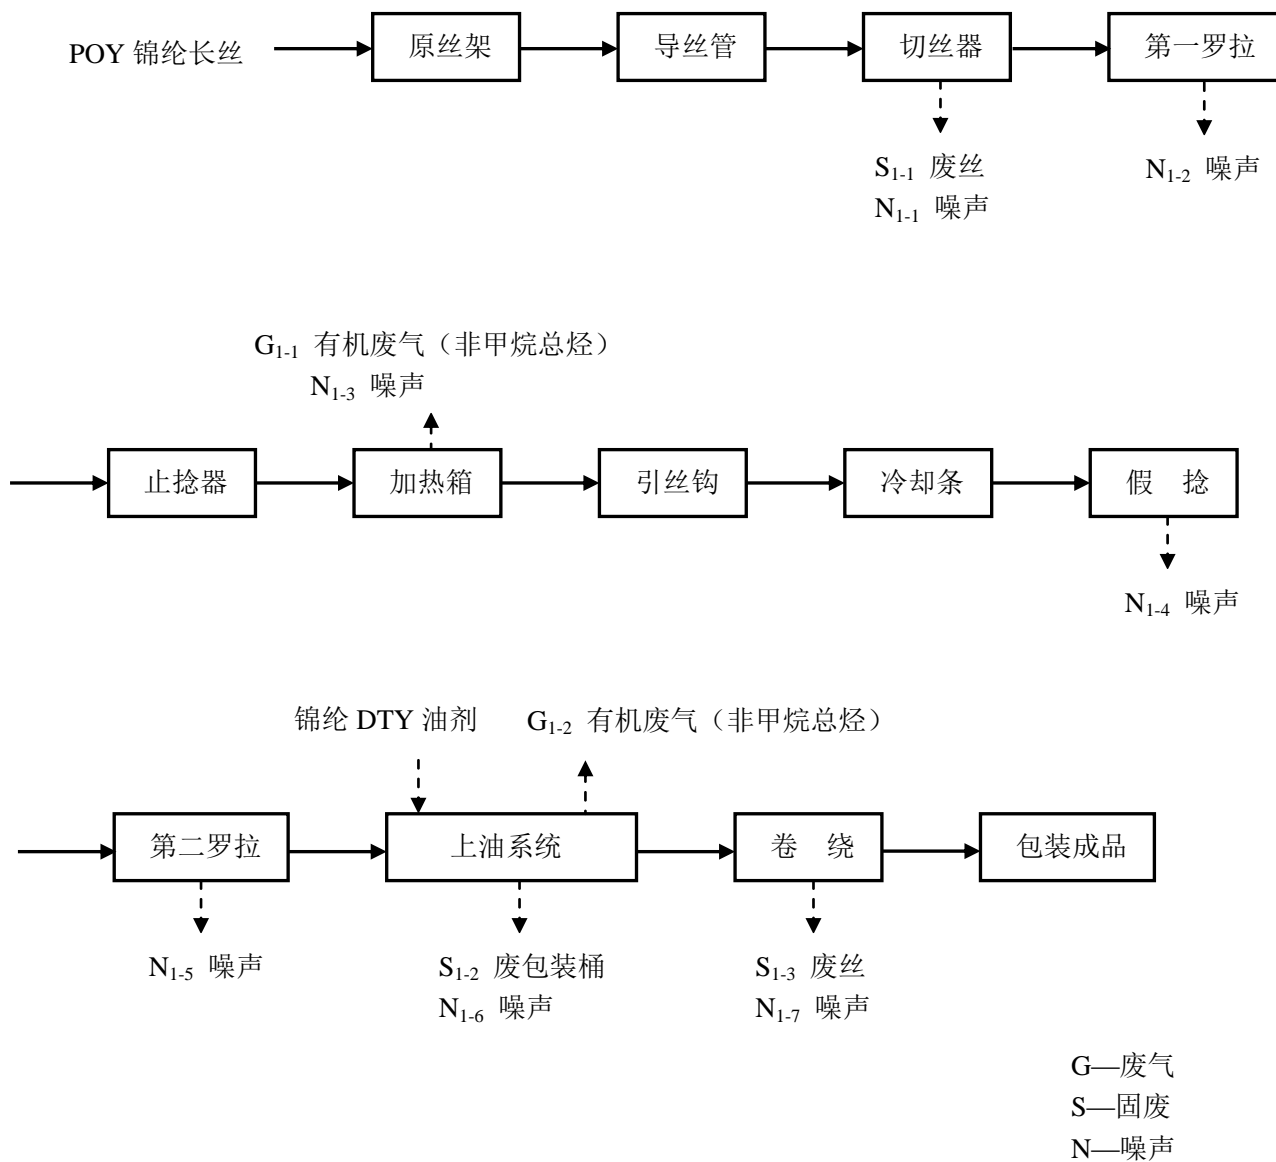 POY 锦纶长丝
原丝架
导丝管
切丝器
第一罗拉
S1-1 废丝
N1-1 噪声
N1-2 噪声
G1-1 有机废气（非甲烷总烃）
N1-3 噪声
止捻器
加热箱
引丝钩
冷却条
假 捻
N1-4 噪声
锦纶 DTY 油剂
G1-2 有机废气（非甲烷总烃）
第二罗拉
上油系统
卷 绕
包装成品
N1-5 噪声
S1-2 废包装桶
N1-6 噪声
S1-3 废丝
N1-7 噪声
G—废气
S—固废
N—噪声